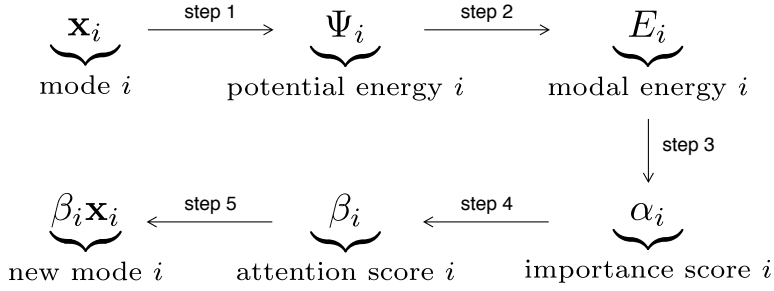 x_i step 1 Ψ_i step 2 E_i
mode i potential energy i modal energy i
step 3
β_i x_i step 5 β_i step 4 α_i
new mode i attention score i importance score i